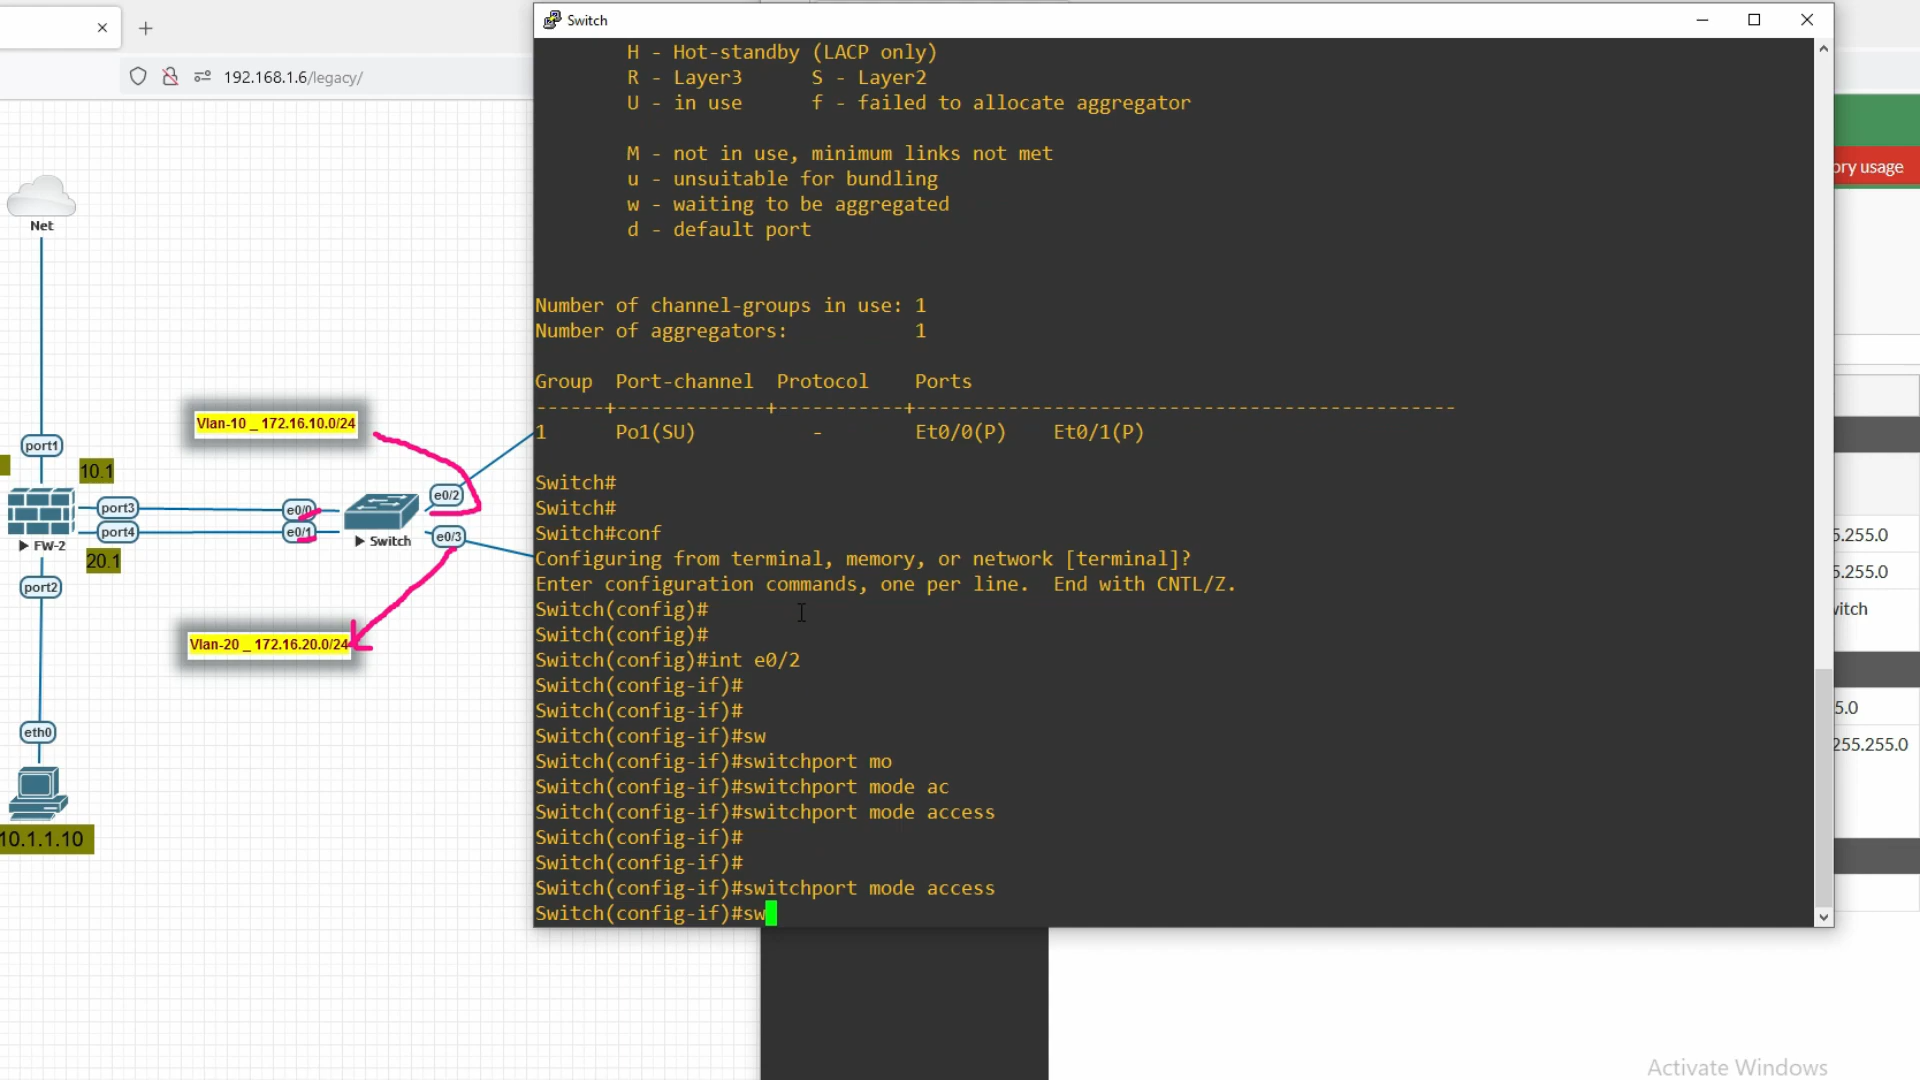 Switch
192.168.1.6/legacy/
H - Hot-standby (LACP only)
R - Layer3      S - Layer2
U - in use      f - failed to allocate aggregator
M - not in use, minimum links not met
u - unsuitable for bundling
w - waiting to be aggregated
d - default port
Number of channel-groups in use: 1
Number of aggregators:           1
Group  Port-channel  Protocol    Ports
------+-------------+-----------+-----------------------------------------------
1      Po1(SU)          -        Et0/0(P)    Et0/1(P)
Switch#
Switch#
Switch#conf
Configuring from terminal, memory, or network [terminal]?
Enter configuration commands, one per line.  End with CNTL/Z.
Switch(config)#
Switch(config)#
Switch(config)#int e0/2
Switch(config-if)#
Switch(config-if)#
Switch(config-if)#sw
Switch(config-if)#switchport mo
Switch(config-if)#switchport mode ac
Switch(config-if)#switchport mode access
Switch(config-if)#
Switch(config-if)#
Switch(config-if)#switchport mode access
Switch(config-if)#sw
Net
Vlan-10 _ 172.16.10.0/24
port1
10.1
port3
e0/0
e0/2
port4
e0/1
Switch
e0/3
FW-2
20.1
port2
Vlan-20 _ 172.16.20.0/24
eth0
10.1.1.10
ory usage
5.255.0
5.255.0
witch
5.0
255.255.0
Activate Windows